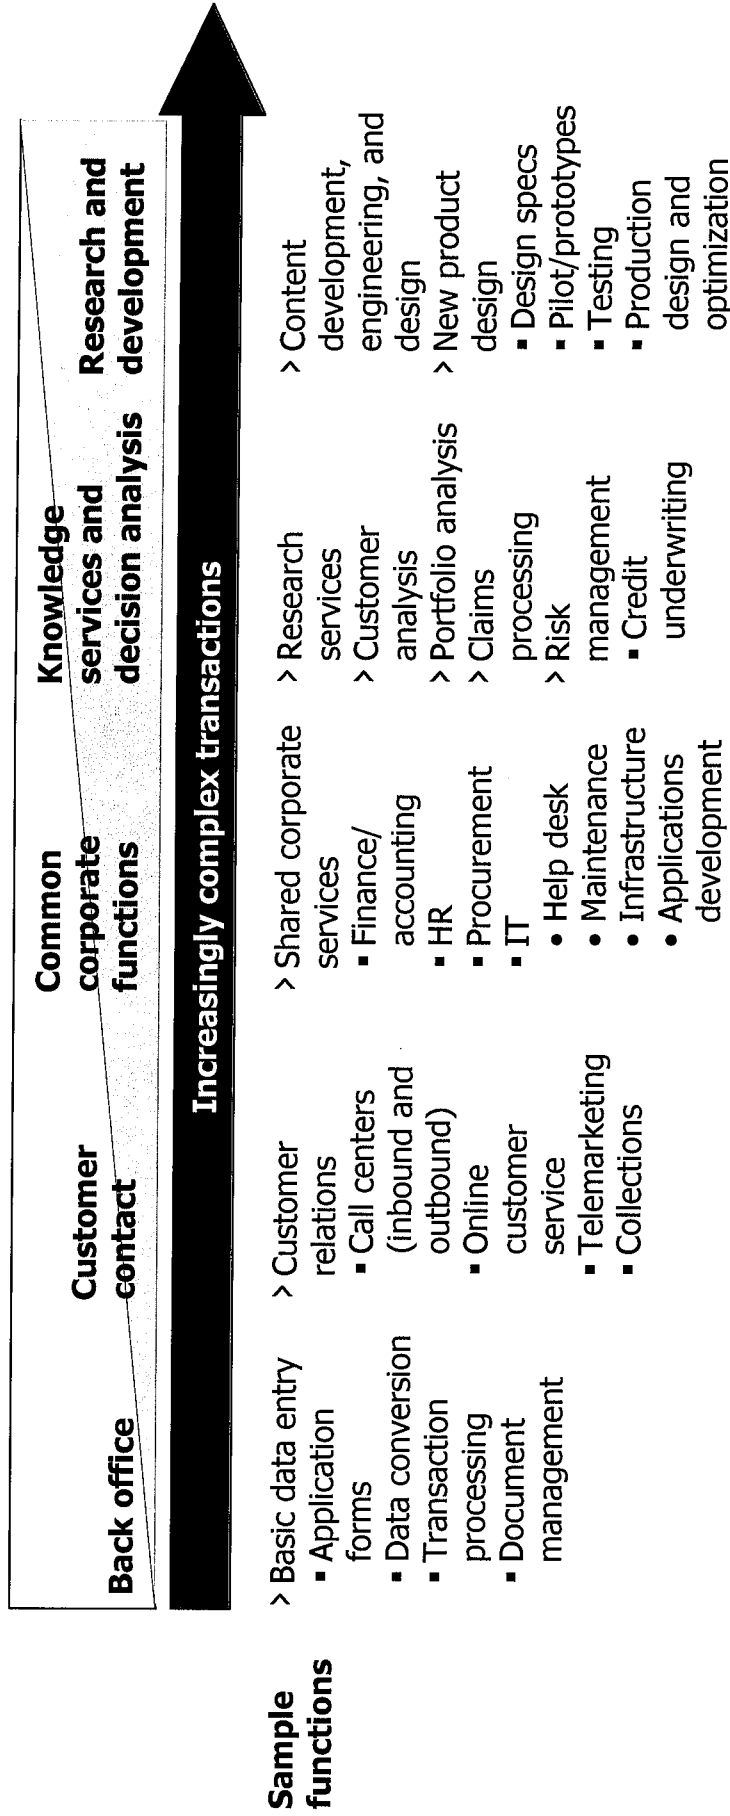 Back office
Customer
contact
Common
corporate
functions
Knowledge
services and
decision analysis
Research and
development
Increasingly complex transactions
Sample
functions
> Basic data entry
▪ Application
forms
▪ Data conversion
▪ Transaction
processing
▪ Document
management
> Customer
relations
▪ Call centers
(inbound and
outbound)
▪ Online
customer
service
▪ Telemarketing
▪ Collections
> Shared corporate
services
▪ Finance/
accounting
▪ HR
▪ Procurement
▪ IT
• Help desk
• Maintenance
• Infrastructure
• Applications
development
> Research
services
> Customer
analysis
> Portfolio analysis
> Claims
processing
> Risk
management
▪ Credit
underwriting
> Content
development,
engineering, and
design
> New product
design
▪ Design specs
▪ Pilot/prototypes
▪ Testing
▪ Production
design and
optimization